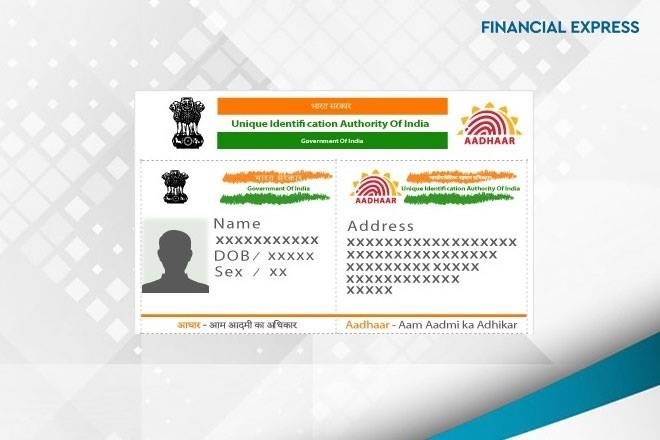 FINANCIAL EXPRESS
भारत सरकार
Unique Identification Authority Of India
Government Of India
AADHAAR
भारत सरकार
Government Of India
Name
XXXXXXXXXXX
DOB/ XXXXX
Sex / XX
AADHAAR
Unique Identification Authority Of India
Address
XXXXXXXXXXXXXXXXXX
XXXXXXXXXXXXXXXX
XXXXXXXXX XXXXX
XXXXXXXXXXXX
XXXXX
आधार - आम आदमी का अधिकार
Aadhaar - Aam Aadmi ka Adhikar